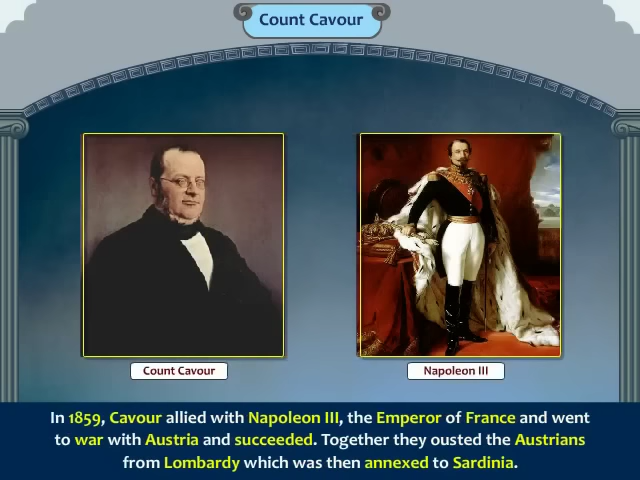 Count Cavour
Count Cavour
Napoleon III
In 1859, Cavour allied with Napoleon III, the Emperor of France and went
to war with Austria and succeeded. Together they ousted the Austrians
from Lombardy which was then annexed to Sardinia.